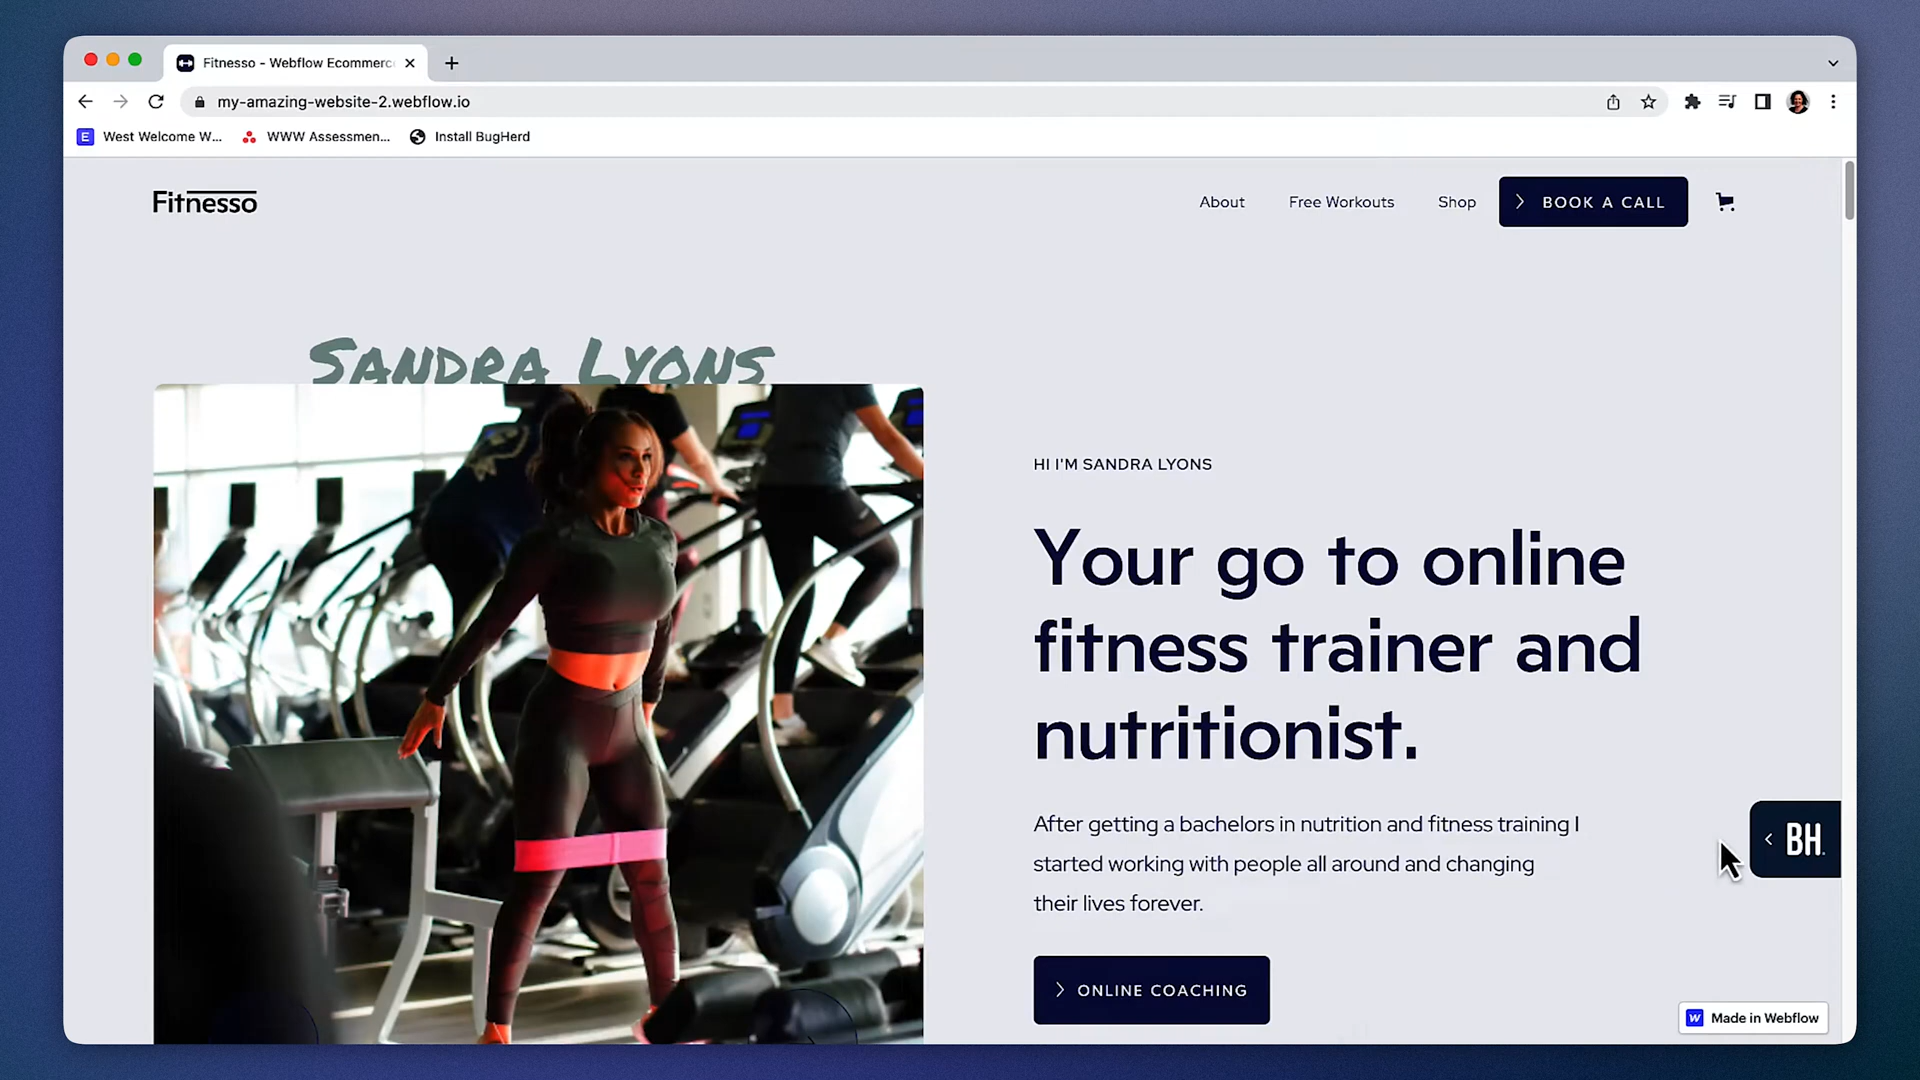 Fitnesso - Webflow Ecommerc
my-amazing-website-2.webflow.io
E West Welcome W...
WWW Assessmen...
Install BugHerd
Fitnesso
About
Free Workouts
Shop
BOOK A CALL
SANDRA LYONS
HI I'M SANDRA LYONS
Your go to online
fitness trainer and
nutritionist.
After getting a bachelors in nutrition and fitness training I
started working with people all around and changing
their lives forever.
BH.
ONLINE COACHING
W Made in Webflow